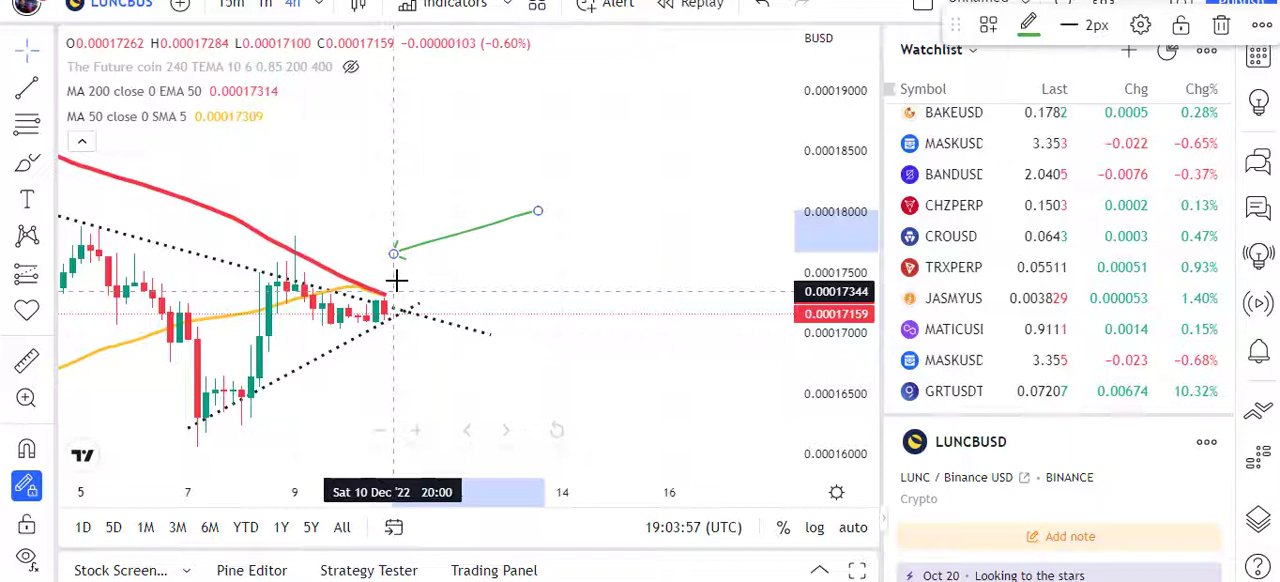 LUNCBUS 15m 1h 4h Indicators Alert Replay
2px
O0.00017262 H0.00017284 L0.00017100 C0.00017159 −0.00000103 (−0.60%)
The Future coin 240 TEMA 10 6 0.85 200 400
MA 200 close 0 EMA 50 0.00017314
MA 50 close 0 SMA 5 0.00017309
BUSD
0.00019000
0.00018500
0.00018000
0.00017500
0.00017344
0.00017159
0.00017000
0.00016500
0.00016000
5 7 9 Sat 10 Dec '22 20:00 14 16
1D 5D 1M 3M 6M YTD 1Y 5Y All 19:03:57 (UTC) % log auto
Stock Screen... Pine Editor Strategy Tester Trading Panel
Watchlist
Symbol Last Chg Chg%
BAKEUSD 0.1782 0.0005 0.28%
MASKUSD 3.353 −0.022 −0.65%
BANDUSD 2.0405 −0.0076 −0.37%
CHZPERP 0.1503 0.0002 0.13%
CROUSD 0.0643 0.0003 0.47%
TRXPERP 0.05511 0.00051 0.93%
JASMYUS 0.003829 0.000053 1.40%
MATICUSI 0.9111 0.0014 0.15%
MASKUSD 3.355 −0.023 −0.68%
GRTUSDT 0.07207 0.00674 10.32%
LUNCBUSD
LUNC / Binance USD • BINANCE
Crypto
Add note
Oct 20 • Looking to the stars